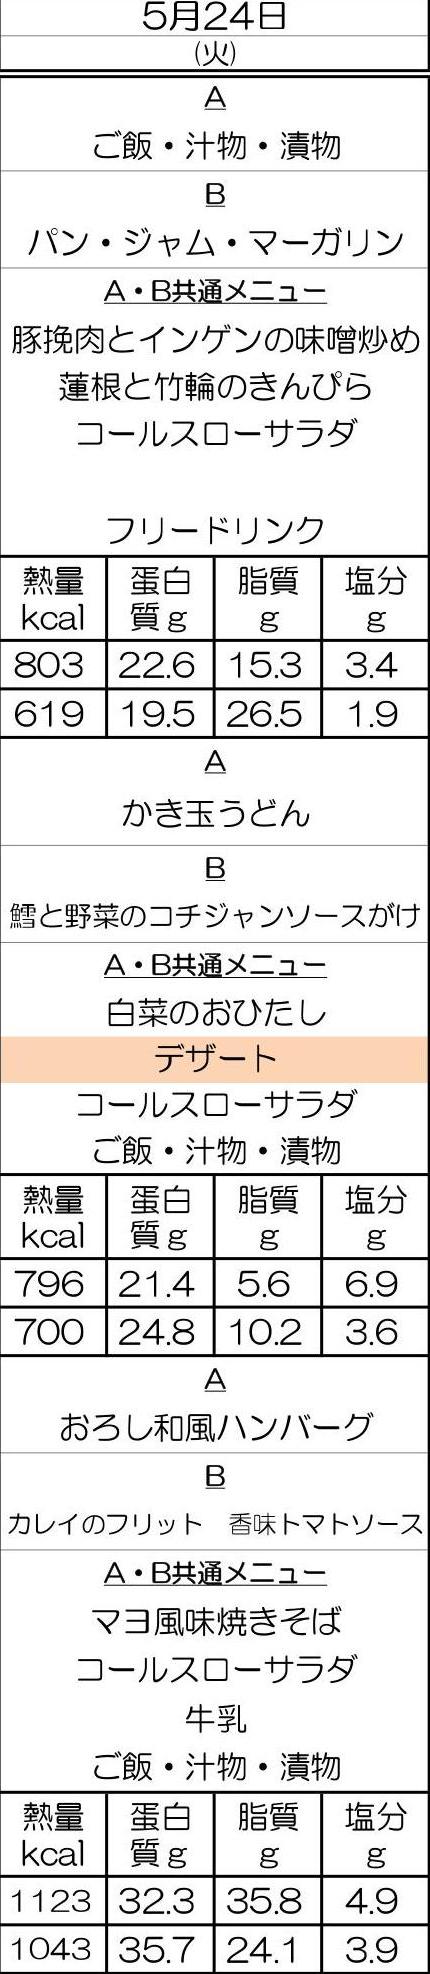 5月24日
(火)
A
ご飯・汁物・漬物
B
パン・ジャム・マーガリン
A・B共通メニュー
豚挽肉とインゲンの味噌炒め
蓮根と竹輪のきんぴら
コールスローサラダ
フリードリンク
熱量 蛋白 脂質 塩分
kcal 質g g g
803 22.6 15.3 3.4
619 19.5 26.5 1.9
A
かき玉うどん
B
鱈と野菜のコチジャンソースがけ
A・B共通メニュー
白菜のおひたし
デザート
コールスローサラダ
ご飯・汁物・漬物
熱量 蛋白 脂質 塩分
kcal 質g g g
796 21.4 5.6 6.9
700 24.8 10.2 3.6
A
おろし和風ハンバーグ
B
カレイのフリット 香味トマトソース
A・B共通メニュー
マヨ風味焼きそば
コールスローサラダ
牛乳
ご飯・汁物・漬物
熱量 蛋白 脂質 塩分
kcal 質g g g
1123 32.3 35.8 4.9
1043 35.7 24.1 3.9